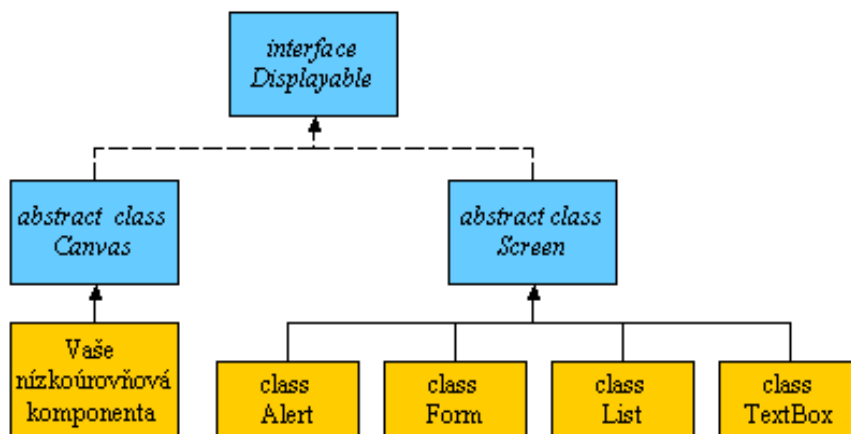 interface
Displayable
abstract class
Canvas
abstract class
Screen
Vaše
nízkoúrovňová
komponenta
class
Alert
class
Form
class
List
class
TextBox